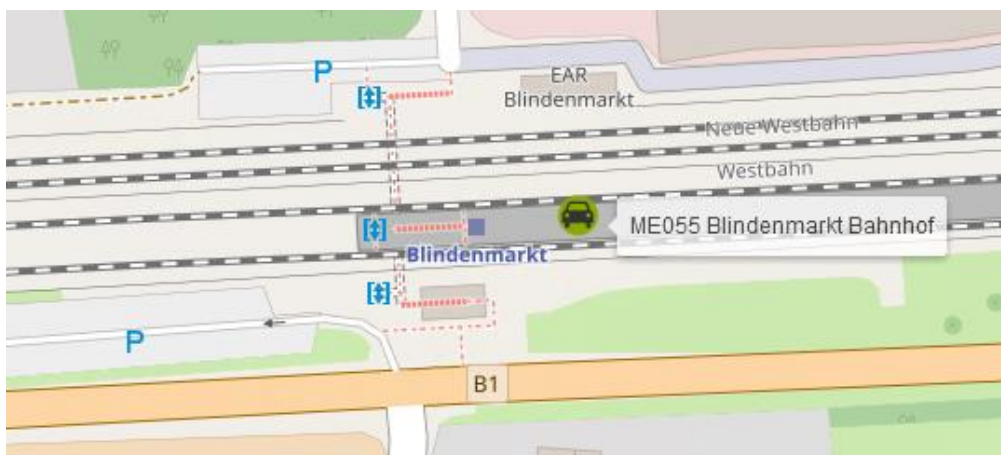 P
EAR
Blindenmarkt
Neue Westbahn
Westbahn
ME055 Blindenmarkt Bahnhof
Blindenmarkt
P
B1